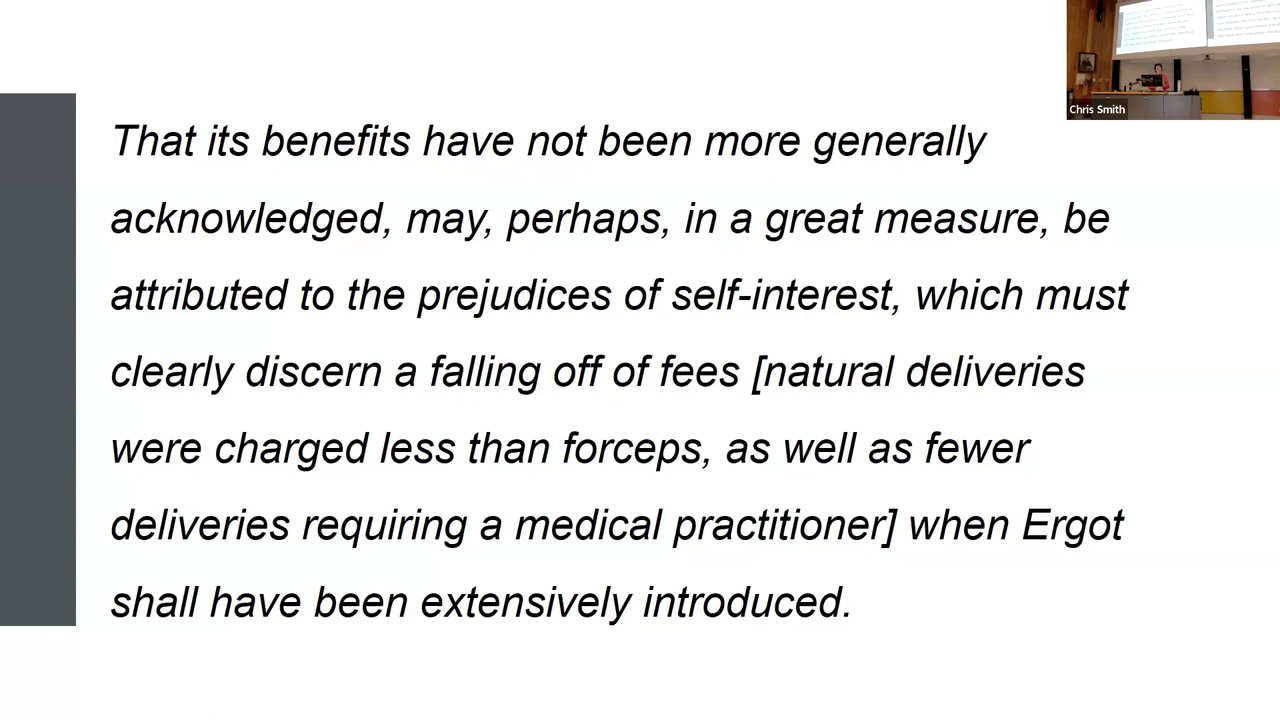 That its benefits have not been more generally
acknowledged, may, perhaps, in a great measure, be
attributed to the prejudices of self-interest, which must
clearly discern a falling off of fees [natural deliveries
were charged less than forceps, as well as fewer
deliveries requiring a medical practitioner] when Ergot
shall have been extensively introduced.
Chris Smith